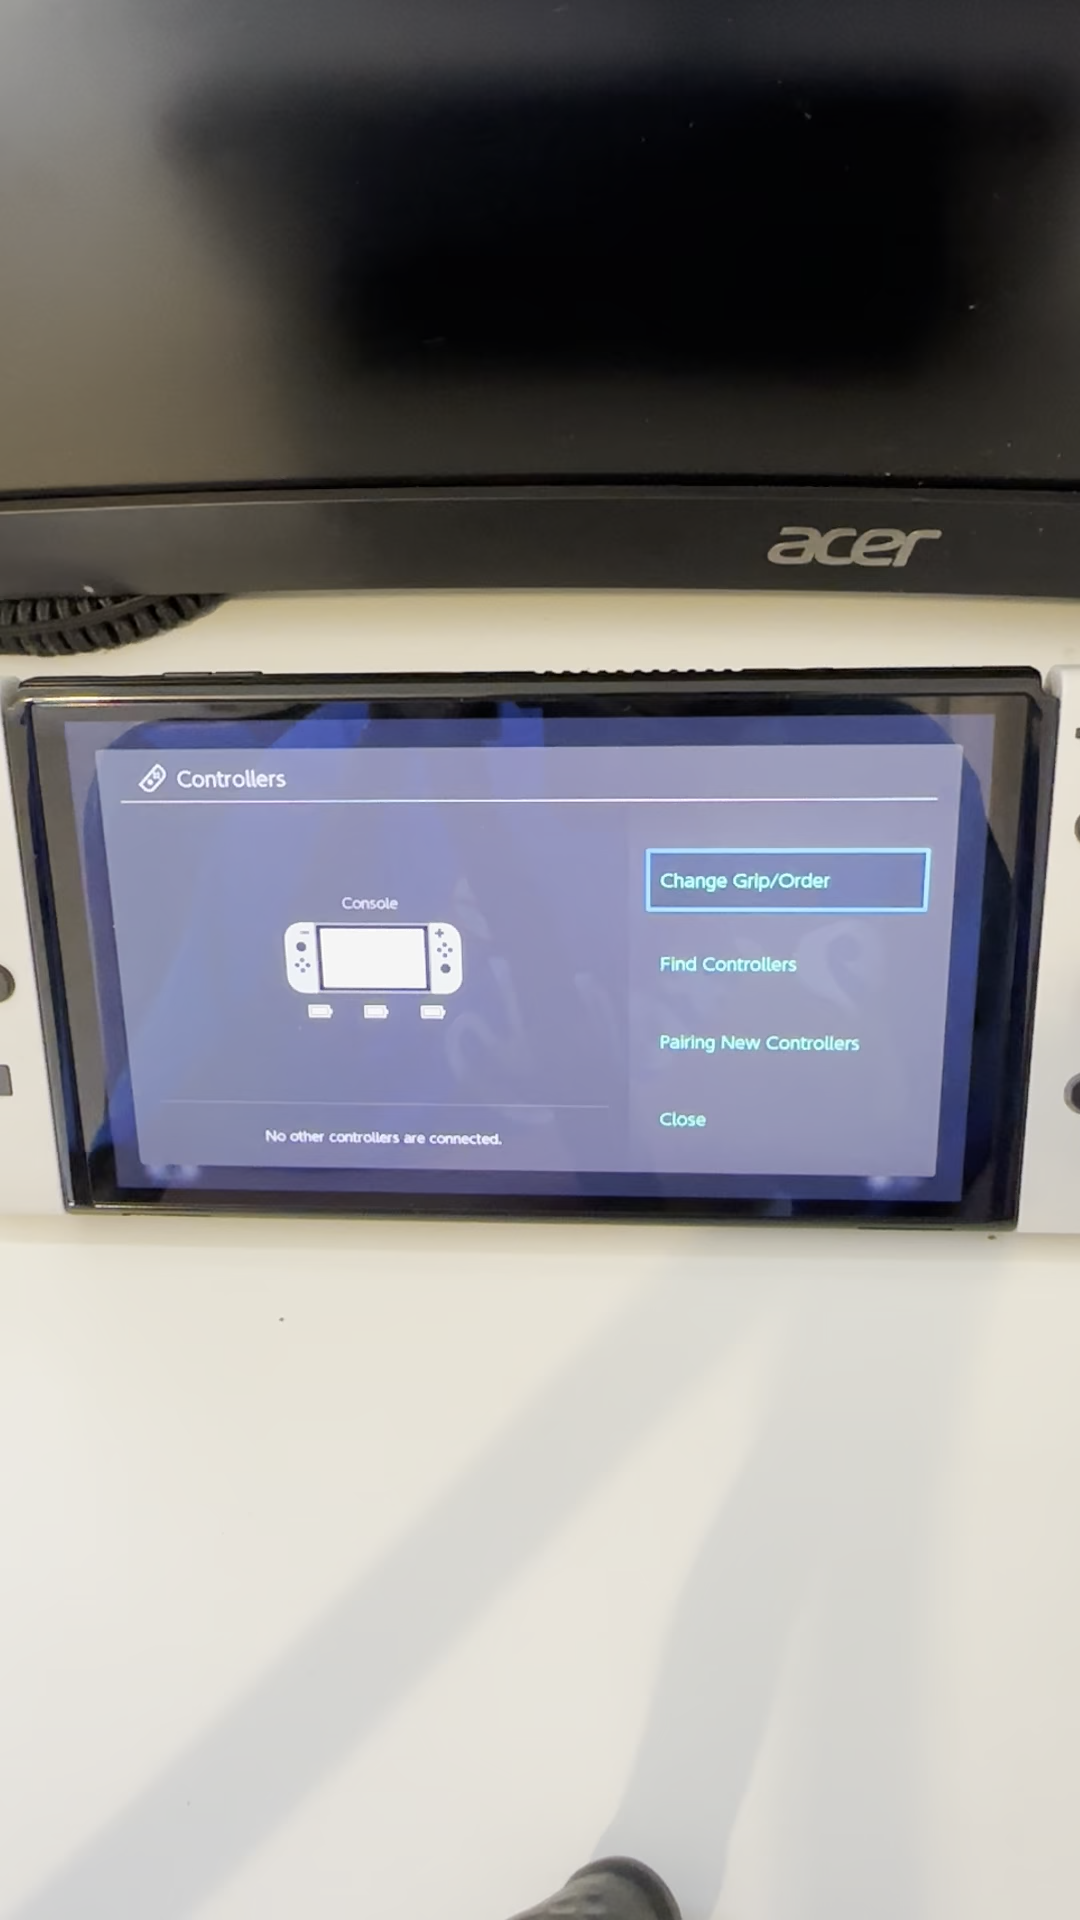 acer
Controllers
Console
Change Grip/Order
Find Controllers
Pairing New Controllers
Close
No other controllers are connected.